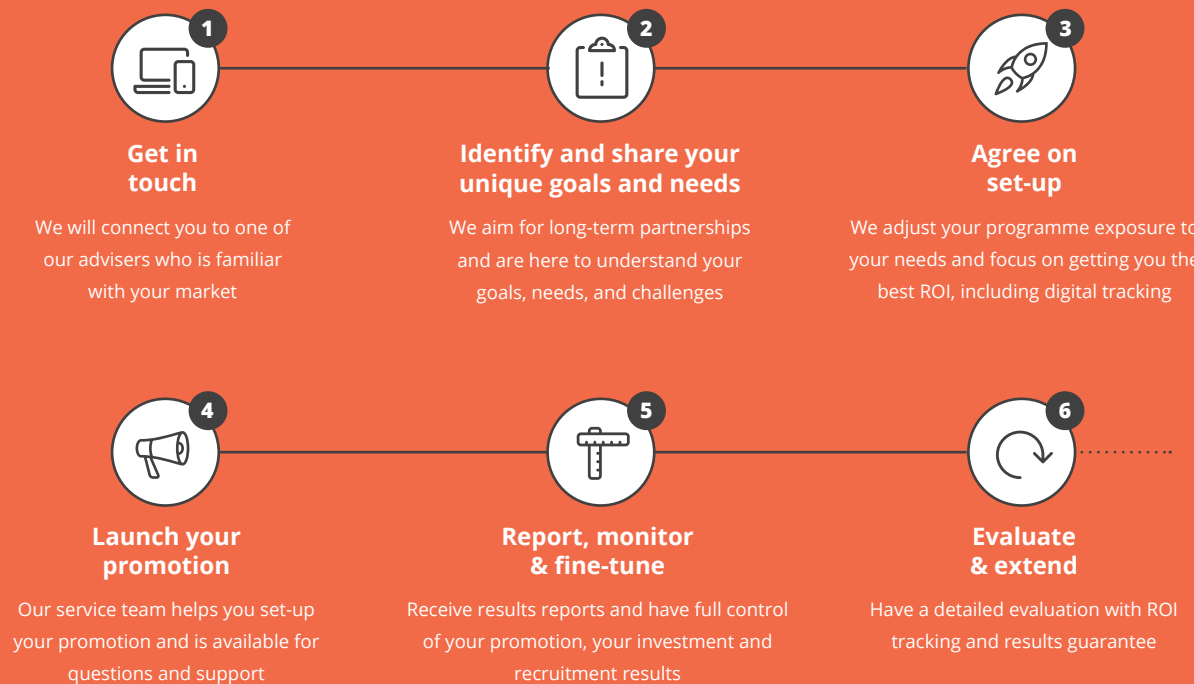 1
Get in
touch
We will connect you to one of
our advisers who is familiar
with your market
2
Identify and share your
unique goals and needs
We aim for long-term partnerships
and are here to understand your
goals, needs, and challenges
3
Agree on
set-up
We adjust your programme exposure to
your needs and focus on getting you the
best ROI, including digital tracking
4
Launch your
promotion
Our service team helps you set-up
your promotion and is available for
questions and support
5
Report, monitor
& fine-tune
Receive results reports and have full control
of your promotion, your investment and
recruitment results
6
Evaluate
& extend
Have a detailed evaluation with ROI
tracking and results guarantee